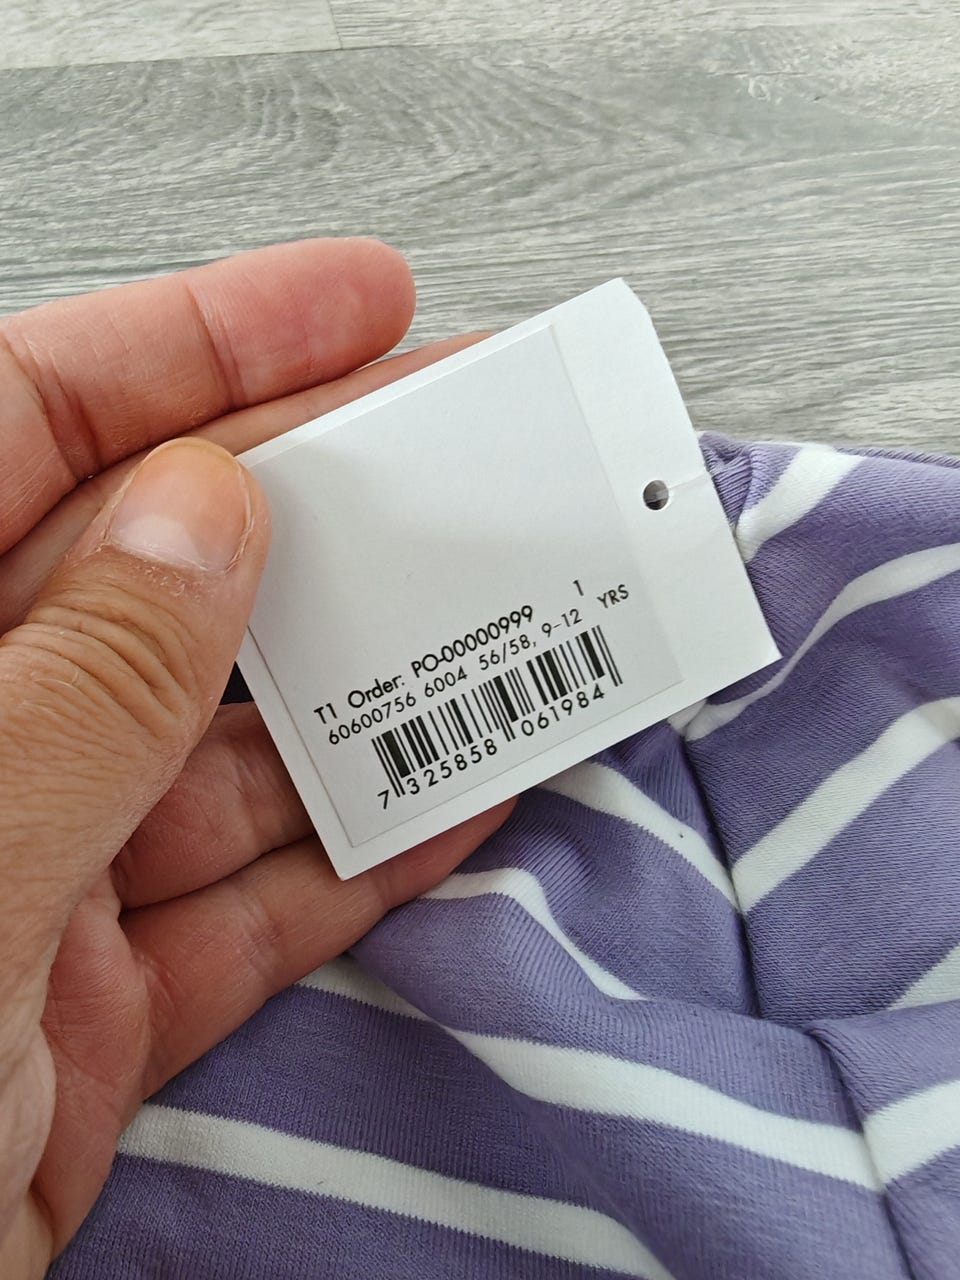 1
T1 Order: PO-00000999
60600756 6004 56/58, 9-12 YRS
7 325858 061984